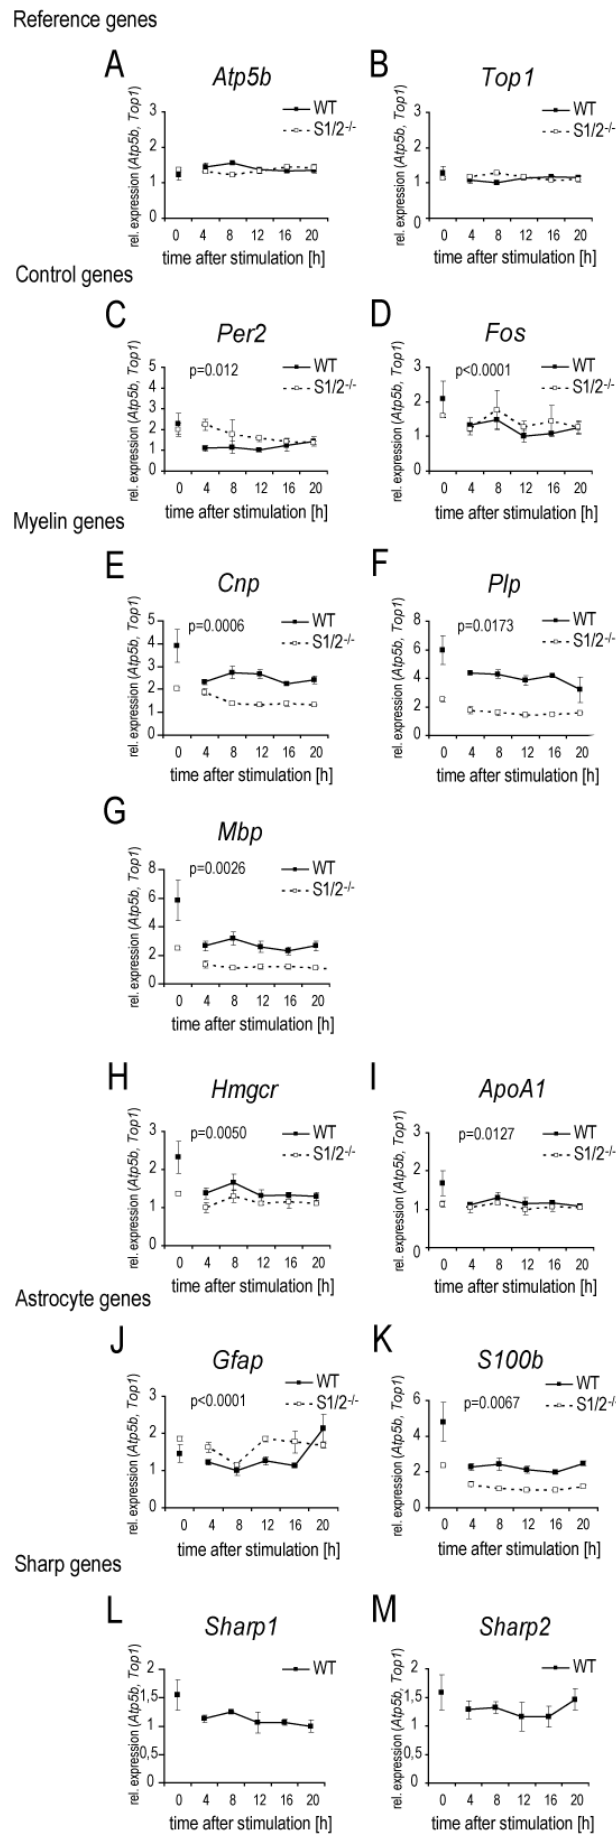 Reference genes
A
Atp5b
rel. expression (Atp5b, Top1)
3
2
1
0
WT
S1/2-/-
0 4 8 12 16 20
time after stimulation [h]
B
Top1
rel. expression (Atp5b, Top1)
3
2
1
0
WT
S1/2-/-
0 4 8 12 16 20
time after stimulation [h]
Control genes
C
Per2
rel. expression (Atp5b, Top1)
5
4
3
2
1
0
p=0.012
WT
S1/2-/-
0 4 8 12 16 20
time after stimulation [h]
D
Fos
rel. expression (Atp5b, Top1)
3
2
1
0
p<0.0001
WT
S1/2-/-
0 4 8 12 16 20
time after stimulation [h]
Myelin genes
E
Cnp
rel. expression (Atp5b, Top1)
5
4
3
2
1
0
p=0.0006
WT
S1/2-/-
0 4 8 12 16 20
time after stimulation [h]
F
Plp
rel. expression (Atp5b, Top1)
8
6
4
2
0
p=0.0173
WT
S1/2-/-
0 4 8 12 16 20
time after stimulation [h]
G
Mbp
rel. expression (Atp5b, Top1)
8
6
4
2
0
p=0.0026
WT
S1/2-/-
0 4 8 12 16 20
time after stimulation [h]
H
Hmgcr
rel. expression (Atp5b, Top1)
3
2
1
0
p=0.0050
WT
S1/2-/-
0 4 8 12 16 20
time after stimulation [h]
I
ApoA1
rel. expression (Atp5b, Top1)
3
2
1
0
p=0.0127
WT
S1/2-/-
0 4 8 12 16 20
time after stimulation [h]
Astrocyte genes
J
Gfap
rel. expression (Atp5b, Top1)
3
2
1
0
p<0.0001
WT
S1/2-/-
0 4 8 12 16 20
time after stimulation [h]
K
S100b
rel. expression (Atp5b, Top1)
6
4
2
0
p=0.0067
WT
S1/2-/-
0 4 8 12 16 20
time after stimulation [h]
Sharp genes
L
Sharp1
rel. expression (Atp5b, Top1)
2
1,5
1
0,5
0
WT
0 4 8 12 16 20
time after stimulation [h]
M
Sharp2
rel. expression (Atp5b, Top1)
2
1,5
1
0,5
0
WT
0 4 8 12 16 20
time after stimulation [h]